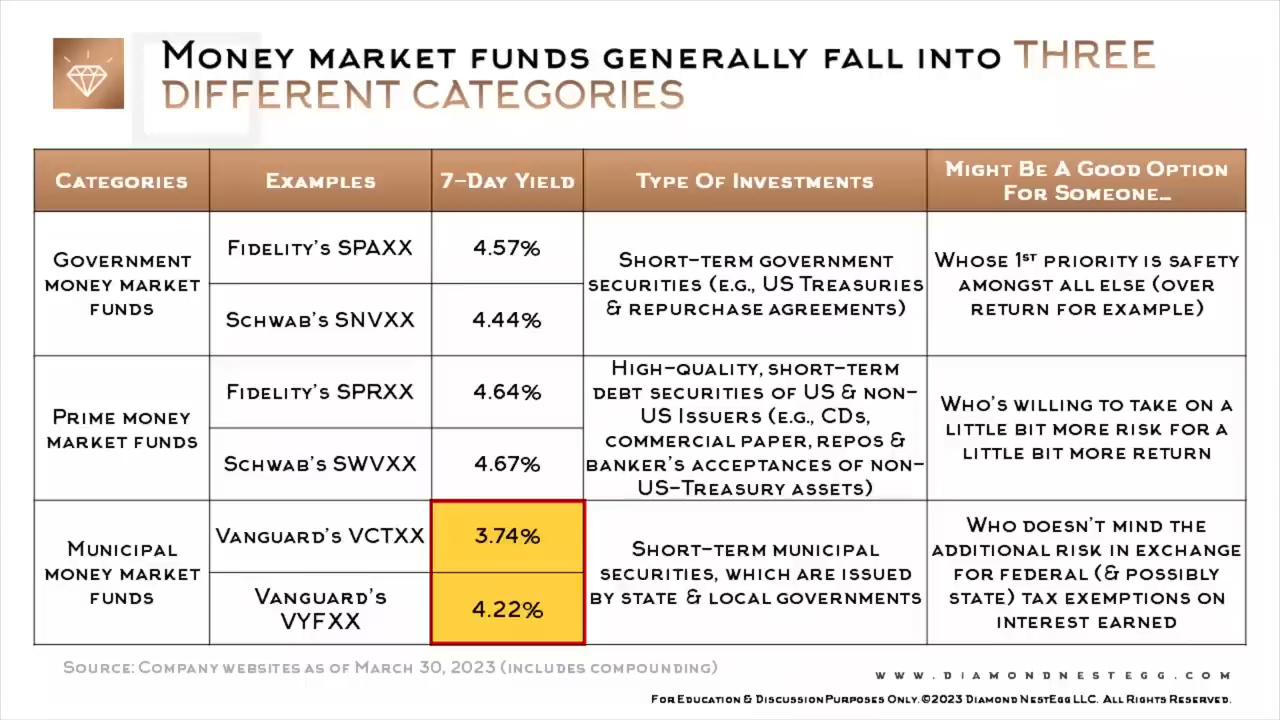 Money market funds generally fall into THREE
DIFFERENT CATEGORIES
Categories
Examples
7-Day Yield
Type Of Investments
Might Be A Good Option
For Someone...
Government
money market
funds
Fidelity's SPAXX
4.57%
Schwab's SNVXX
4.44%
Short-term government
securities (e.g., US Treasuries
& repurchase agreements)
Whose 1st priority is safety
amongst all else (over
return for example)
Prime money
market funds
Fidelity's SPRXX
4.64%
Schwab's SWVXX
4.67%
High-quality, short-term
debt securities of US & non-
US Issuers (e.g., CDs,
commercial paper, repos &
banker's acceptances of non-
US-Treasury assets)
Who's willing to take on a
little bit more risk for a
little bit more return
Municipal
money market
funds
Vanguard's VCTXX
3.74%
Vanguard's
VYFXX
4.22%
Short-term municipal
securities, which are issued
by state & local governments
Who doesn't mind the
additional risk in exchange
for federal (& possibly
state) tax exemptions on
interest earned
Source: Company websites as of March 30, 2023 (includes compounding)
WWW.DIAMONDNESTEGG.COM
For Education & Discussion Purposes Only. ©2023 Diamond NestEgg LLC. All Rights Reserved.